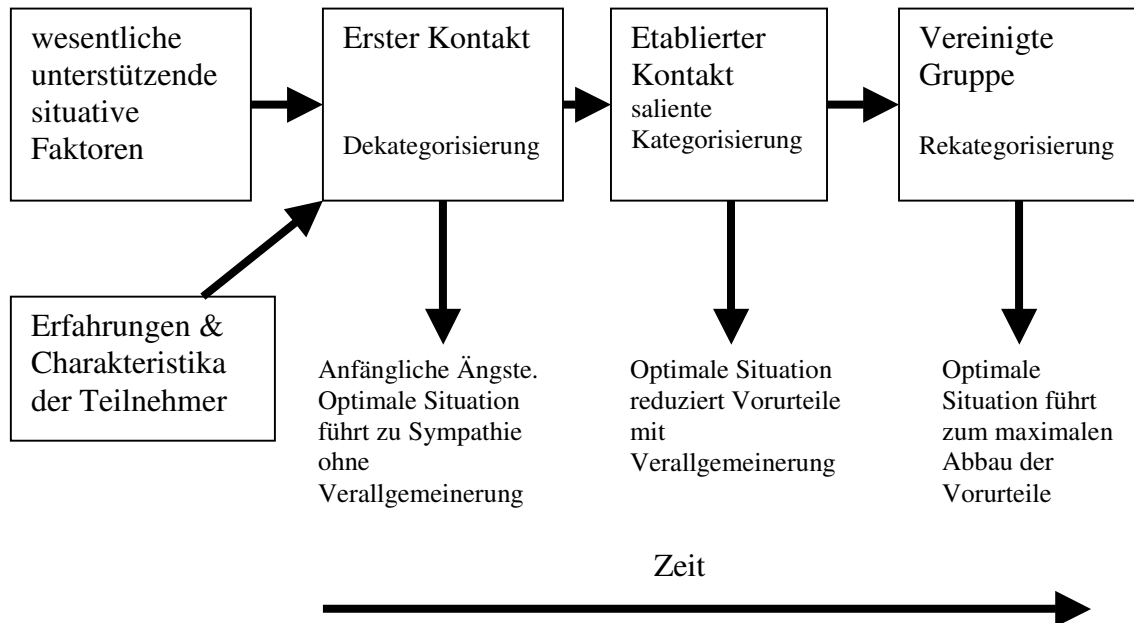 wesentliche
unterstützende
situative
Faktoren
Erster Kontakt
Dekategorisierung
Etablierter
Kontakt
saliente
Kategorisierung
Vereinigte
Gruppe
Rekategorisierung
Erfahrungen &
Charakteristika
der Teilnehmer
Anfängliche Ängste.
Optimale Situation
führt zu Sympathie
ohne
Verallgemeinerung
Optimale Situation
reduziert Vorurteile
mit
Verallgemeinerung
Optimale
Situation führt
zum maximalen
Abbau der
Vorurteile
Zeit